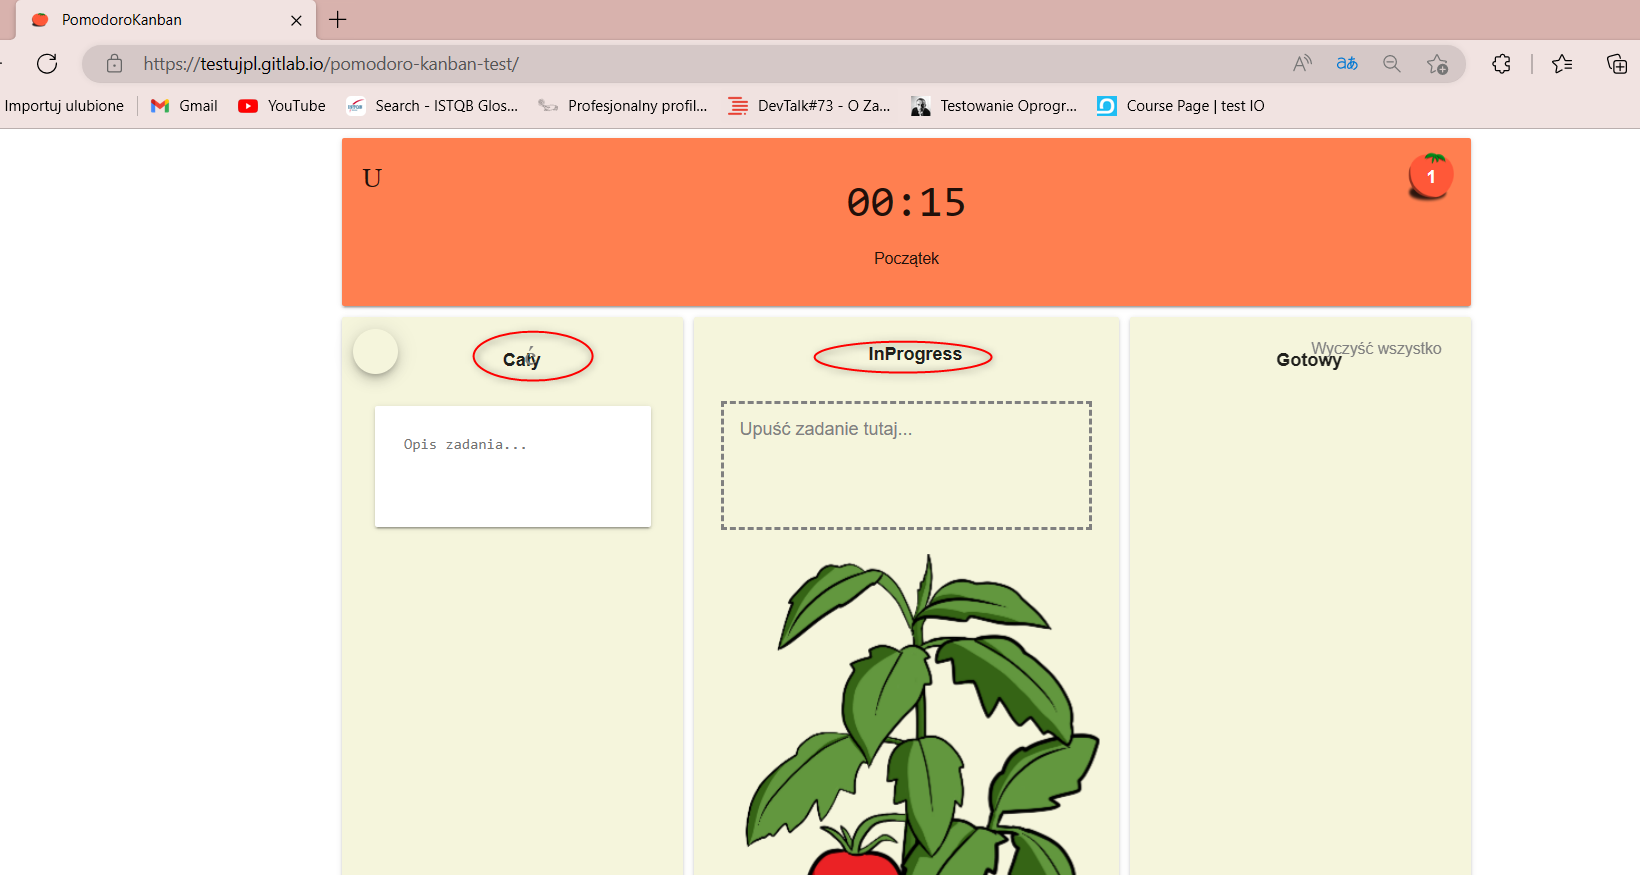 PomodoroKanban
https://testujpl.gitlab.io/pomodoro-kanban-test/
Importuj ulubione
Gmail
YouTube
Search - ISTQB Glos...
Profesjonalny profil...
DevTalk#73 - O Za...
Testowanie Oprogr...
Course Page | test IO
U
00:15
1
Początek
Cały
InProgress
Wyczyść wszystko
Gotowy
Opis zadania...
Upuść zadanie tutaj...